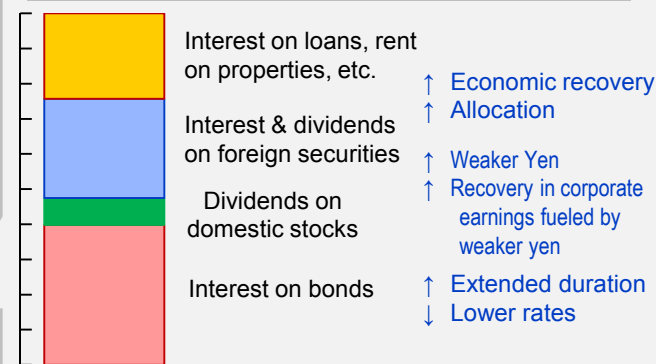 Interest on loans, rent
on properties, etc.
↑ Economic recovery
↑ Allocation
Interest & dividends
on foreign securities
↑ Weaker Yen
↑ Recovery in corporate
earnings fueled by
weaker yen
Dividends on
domestic stocks
Interest on bonds
↑ Extended duration
↓ Lower rates